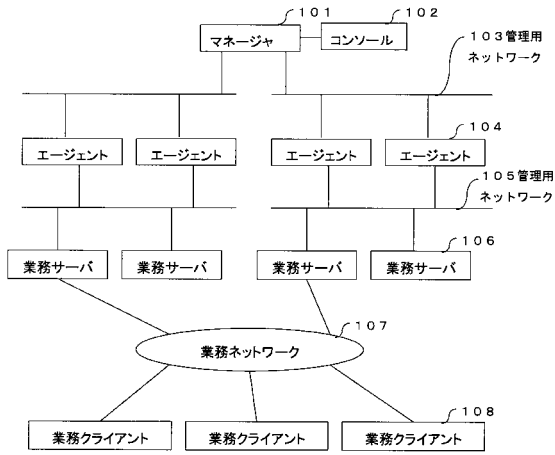 101
102
マネージャ
コンソール
103管理用
ネットワーク
エージェント
エージェント
エージェント
エージェント
104
105管理用
ネットワーク
業務サーバ
業務サーバ
業務サーバ
業務サーバ
106
107
業務ネットワーク
108
業務クライアント
業務クライアント
業務クライアント